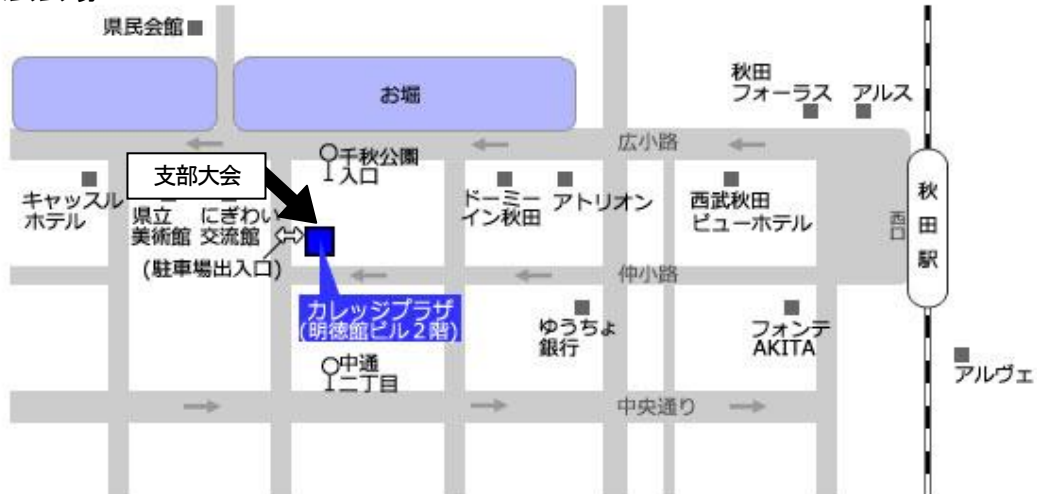 県民会館
お堀
秋田
フォーラス
アルス
広小路
千秋公園
入口
支部大会
キャッスル
ホテル
県立
美術館
にぎわい
交流館
(駐車場出入口)
ドーミー
イン秋田
アトリオン
西武秋田
ビューホテル
西口
秋田駅
仲小路
カレッジプラザ
(明徳館ビル２階)
ゆうちょ
銀行
フォンテ
AKITA
アルヴェ
中通
二丁目
中央通り